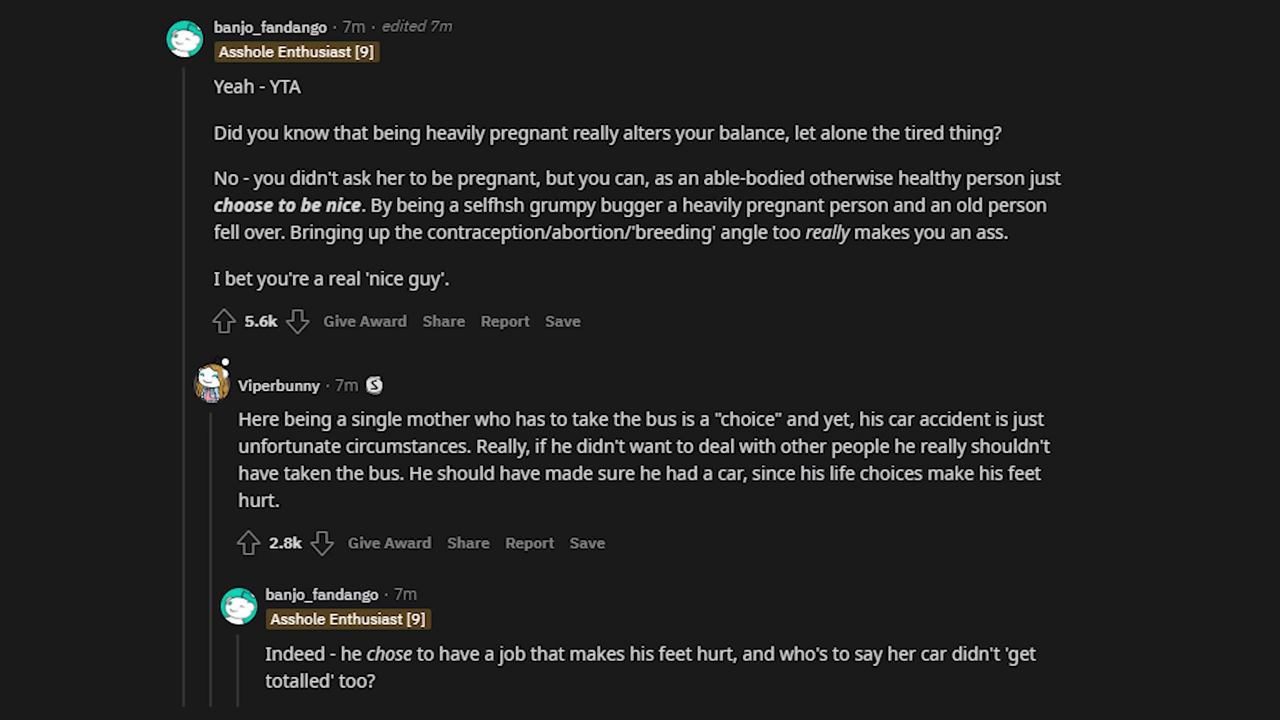 banjo_fandango · 7m · edited 7m
Asshole Enthusiast [9]
Yeah - YTA
Did you know that being heavily pregnant really alters your balance, let alone the tired thing?
No - you didn't ask her to be pregnant, but you can, as an able-bodied otherwise healthy person just
choose to be nice. By being a selfhsh grumpy bugger a heavily pregnant person and an old person
fell over. Bringing up the contraception/abortion/'breeding' angle too really makes you an ass.
I bet you're a real 'nice guy'.
5.6k Give Award Share Report Save
Viperbunny · 7m S
Here being a single mother who has to take the bus is a "choice" and yet, his car accident is just
unfortunate circumstances. Really, if he didn't want to deal with other people he really shouldn't
have taken the bus. He should have made sure he had a car, since his life choices make his feet
hurt.
2.8k Give Award Share Report Save
banjo_fandango · 7m
Asshole Enthusiast [9]
Indeed - he chose to have a job that makes his feet hurt, and who's to say her car didn't 'get
totalled' too?